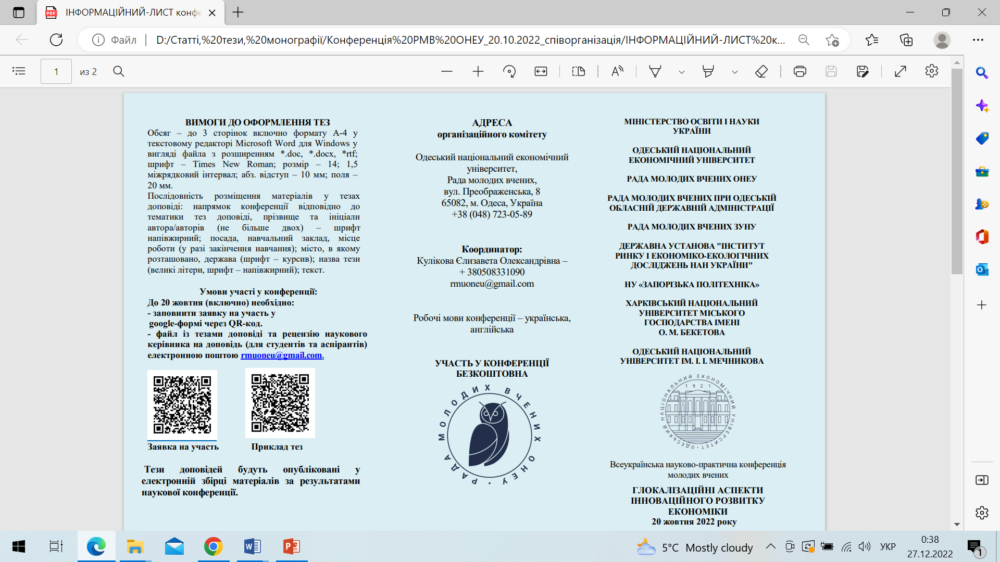 ІНФОРМАЦІЙНИЙ-ЛИСТ конфе
Файл
D:/Статті,%20тези,%20монографії/Конференція%20РМВ%20ОНЕУ_20.10.2022_співорганізація/ІНФОРМАЦІЙНИЙ-ЛИСТ%20к...
1 из 2
ВИМОГИ ДО ОФОРМЛЕННЯ ТЕЗ
Обсяг – до 3 сторінок включно формату А-4 у
текстовому редакторі Microsoft Word для Windows у
вигляді файла з розширенням *.doc, *.docx, *rtf;
шрифт – Times New Roman; розмір – 14; 1,5
міжрядковий інтервал; абз. відступ – 10 мм; поля –
20 мм.
Послідовність розміщення матеріалів у тезах
доповіді: напрямок конференції відповідно до
тематики тез доповіді, прізвище та ініціали
автора/авторів (не більше двох) – шрифт
напівжирний; посада, навчальний заклад, місце
роботи (у разі закінчення навчання); місто, в якому
розташовано, держава (шрифт – курсив); назва тези
(великі літери, шрифт – напівжирний); текст.
Умови участі у конференції:
До 20 жовтня (включно) необхідно:
- заповнити заявку на участь у
google-формі через QR-код.
- файл із тезами доповіді та рецензію наукового
керівника на доповідь (для студентів та аспірантів)
електронною поштою rmuoneu@gmail.com.
Заявка на участь
Приклад тез
Тези доповідей будуть опубліковані у
електронній збірці матеріалів за результатами
наукової конференції.
АДРЕСА
організаційного комітету
Одеський національний економічний
університет,
Рада молодих вчених,
вул. Преображенська, 8
65082, м. Одеса, Україна
+38 (048) 723-05-89
Координатор:
Кулікова Єлизавета Олександрівна –
+ 380508331090
rmuoneu@gmail.com
Робочі мови конференції – українська,
англійська
УЧАСТЬ У КОНФЕРЕНЦІЇ
БЕЗКОШТОВНА
РАДА МОЛОДИХ ВЧЕНИХ ОНЕУ •
МІНІСТЕРСТВО ОСВІТИ І НАУКИ
УКРАЇНИ
ОДЕСЬКИЙ НАЦІОНАЛЬНИЙ
ЕКОНОМІЧНИЙ УНІВЕРСИТЕТ
РАДА МОЛОДИХ ВЧЕНИХ ОНЕУ
РАДА МОЛОДИХ ВЧЕНИХ ПРИ ОДЕСЬКІЙ
ОБЛАСНІЙ ДЕРЖАВНІЙ АДМІНІСТРАЦІЇ
РАДА МОЛОДИХ ВЧЕНИХ ЗУНУ
ДЕРЖАВНА УСТАНОВА "ІНСТИТУТ
РИНКУ І ЕКОНОМІКО-ЕКОЛОГІЧНИХ
ДОСЛІДЖЕНЬ НАН УКРАЇНИ"
НУ «ЗАПОРІЗЬКА ПОЛІТЕХНІКА»
ХАРКІВСЬКИЙ НАЦІОНАЛЬНИЙ
УНІВЕРСИТЕТ МІСЬКОГО
ГОСПОДАРСТВА ІМЕНІ
О. М. БЕКЕТОВА
ОДЕСЬКИЙ НАЦІОНАЛЬНИЙ
УНІВЕРСИТЕТ ІМ. І. І. МЕЧНИКОВА
ОДЕСЬКИЙ НАЦІОНАЛЬНИЙ ЕКОНОМІЧНИЙ УНІВЕРСИТЕТ •
1921
Всеукраїнська науково-практична конференція
молодих вчених
ГЛОКАЛІЗАЦІЙНІ АСПЕКТИ
ІННОВАЦІЙНОГО РОЗВИТКУ
ЕКОНОМІКИ
20 жовтня 2022 року
5°C Mostly cloudy
УКР
0:38
27.12.2022
1